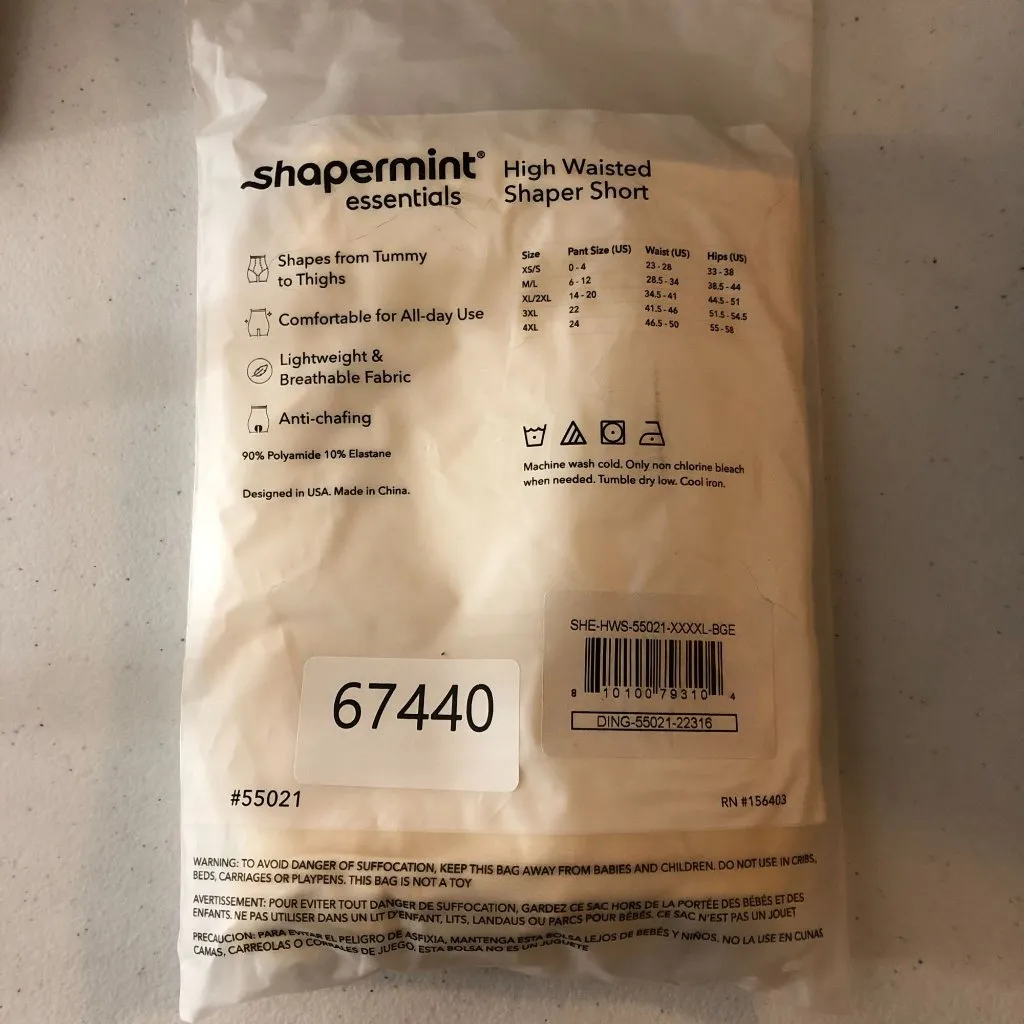 shapermint®
essentials
High Waisted
Shaper Short
Shapes from Tummy
to Thighs
Comfortable for All-day Use
Lightweight &
Breathable Fabric
Anti-chafing
90% Polyamide 10% Elastane
Designed in USA. Made in China.
Size Pant Size (US) Waist (US) Hips (US)
XS/S 0 - 4 23 - 28 33 - 38
M/L 6 - 12 28.5 - 34 38.5 - 44
XL/2XL 14 - 20 34.5 - 41 44.5 - 51
3XL 22 41.5 - 46 51.5 - 54.5
4XL 24 46.5 - 50 55 - 58
Machine wash cold. Only non chlorine bleach
when needed. Tumble dry low. Cool iron.
SHE-HWS-55021-XXXXL-BGE
8 10100 79310 4
DING-55021-22316
67440
#55021
RN #156403
WARNING: TO AVOID DANGER OF SUFFOCATION, KEEP THIS BAG AWAY FROM BABIES AND CHILDREN. DO NOT USE IN CRIBS,
BEDS, CARRIAGES OR PLAYPENS. THIS BAG IS NOT A TOY
AVERTISSEMENT: POUR EVITER TOUT DANGER DE SUFFOCATION, GARDEZ CE SAC HORS DE LA PORTÉE DES BÉBÉS ET DES
ENFANTS. NE PAS UTILISER DANS UN LIT D'ENFANT, LITS, LANDAUS OU PARCS POUR BÉBÉS. CE SAC N'EST PAS UN JOUET
PRECAUCION: PARA EVITAR EL PELIGRO DE ASFIXIA, MANTENGA ESTA BOLSA LEJOS DE BEBÉS Y NIÑOS. NO LA USE EN CUNAS
CAMAS, CARREOLAS O CORRALES DE JUEGO. ESTA BOLSA NO ES UN JUGUETE